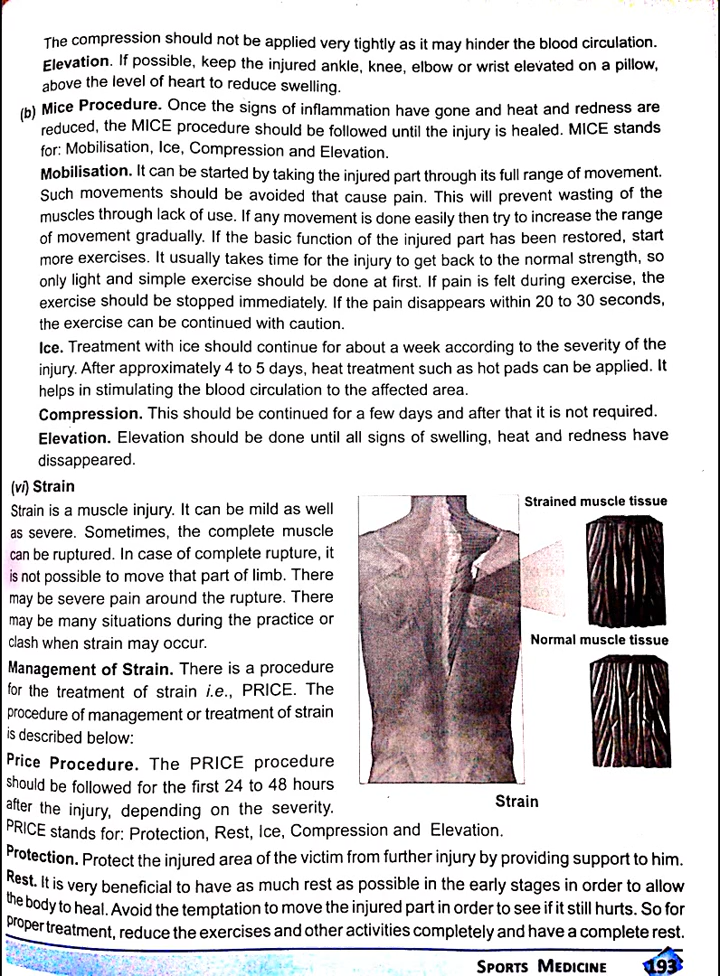 The compression should not be applied very tightly as it may hinder the blood circulation.
Elevation. If possible, keep the injured ankle, knee, elbow or wrist elevated on a pillow,
above the level of heart to reduce swelling.
(b) Mice Procedure. Once the signs of inflammation have gone and heat and redness are
reduced, the MICE procedure should be followed until the injury is healed. MICE stands
for: Mobilisation, Ice, Compression and Elevation.
Mobilisation. It can be started by taking the injured part through its full range of movement.
Such movements should be avoided that cause pain. This will prevent wasting of the
muscles through lack of use. If any movement is done easily then try to increase the range
of movement gradually. If the basic function of the injured part has been restored, start
more exercises. It usually takes time for the injury to get back to the normal strength, so
only light and simple exercise should be done at first. If pain is felt during exercise, the
exercise should be stopped immediately. If the pain disappears within 20 to 30 seconds,
the exercise can be continued with caution.
Ice. Treatment with ice should continue for about a week according to the severity of the
injury. After approximately 4 to 5 days, heat treatment such as hot pads can be applied. It
helps in stimulating the blood circulation to the affected area.
Compression. This should be continued for a few days and after that it is not required.
Elevation. Elevation should be done until all signs of swelling, heat and redness have
dissappeared.
(vi) Strain
Strain is a muscle injury. It can be mild as well
as severe. Sometimes, the complete muscle
can be ruptured. In case of complete rupture, it
is not possible to move that part of limb. There
may be severe pain around the rupture. There
may be many situations during the practice or
clash when strain may occur.
Management of Strain. There is a procedure
for the treatment of strain i.e., PRICE. The
procedure of management or treatment of strain
is described below:
Price Procedure. The PRICE procedure
should be followed for the first 24 to 48 hours
after the injury, depending on the severity.
PRICE stands for: Protection, Rest, Ice, Compression and Elevation.
Strained muscle tissue
Normal muscle tissue
Strain
Protection. Protect the injured area of the victim from further injury by providing support to him.
Rest. It is very beneficial to have as much rest as possible in the early stages in order to allow
the body to heal. Avoid the temptation to move the injured part in order to see if it still hurts. So for
proper treatment, reduce the exercises and other activities completely and have a complete rest.
SPORTS MEDICINE 193